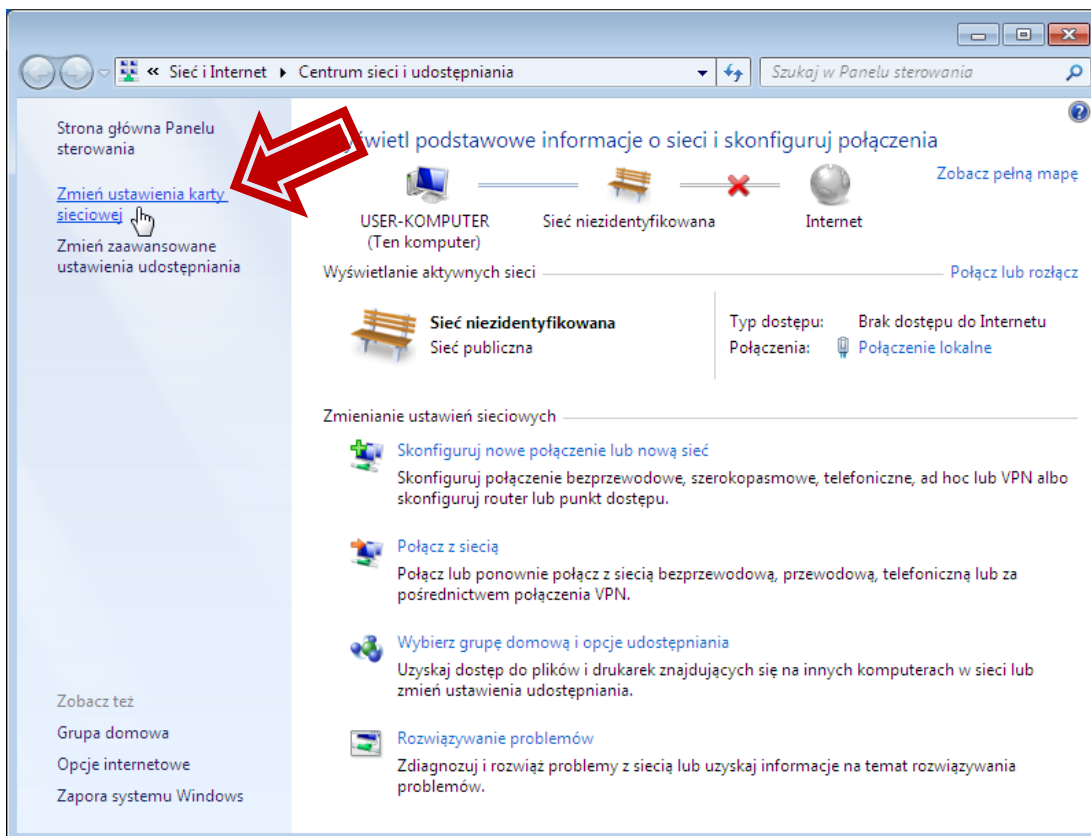 « Sieć i Internet ▸ Centrum sieci i udostępniania
Szukaj w Panelu sterowania
Strona główna Panelu
sterowania
Zmień ustawienia karty
sieciowej
Zmień zaawansowane
ustawienia udostępniania
świetl podstawowe informacje o sieci i skonfiguruj połączenia
Zobacz pełną mapę
USER-KOMPUTER
(Ten komputer)
Sieć niezidentyfikowana
Internet
Wyświetlanie aktywnych sieci
Połącz lub rozłącz
Sieć niezidentyfikowana
Sieć publiczna
Typ dostępu: Brak dostępu do Internetu
Połączenia: Połączenie lokalne
Zmienianie ustawień sieciowych
Skonfiguruj nowe połączenie lub nową sieć
Skonfiguruj połączenie bezprzewodowe, szerokopasmowe, telefoniczne, ad hoc lub VPN albo
skonfiguruj router lub punkt dostępu.
Połącz z siecią
Połącz lub ponownie połącz z siecią bezprzewodową, przewodową, telefoniczną lub za
pośrednictwem połączenia VPN.
Wybierz grupę domową i opcje udostępniania
Uzyskaj dostęp do plików i drukarek znajdujących się na innych komputerach w sieci lub
zmień ustawienia udostępniania.
Rozwiązywanie problemów
Zdiagnozuj i rozwiąż problemy z siecią lub uzyskaj informacje na temat rozwiązywania
problemów.
Zobacz też
Grupa domowa
Opcje internetowe
Zapora systemu Windows